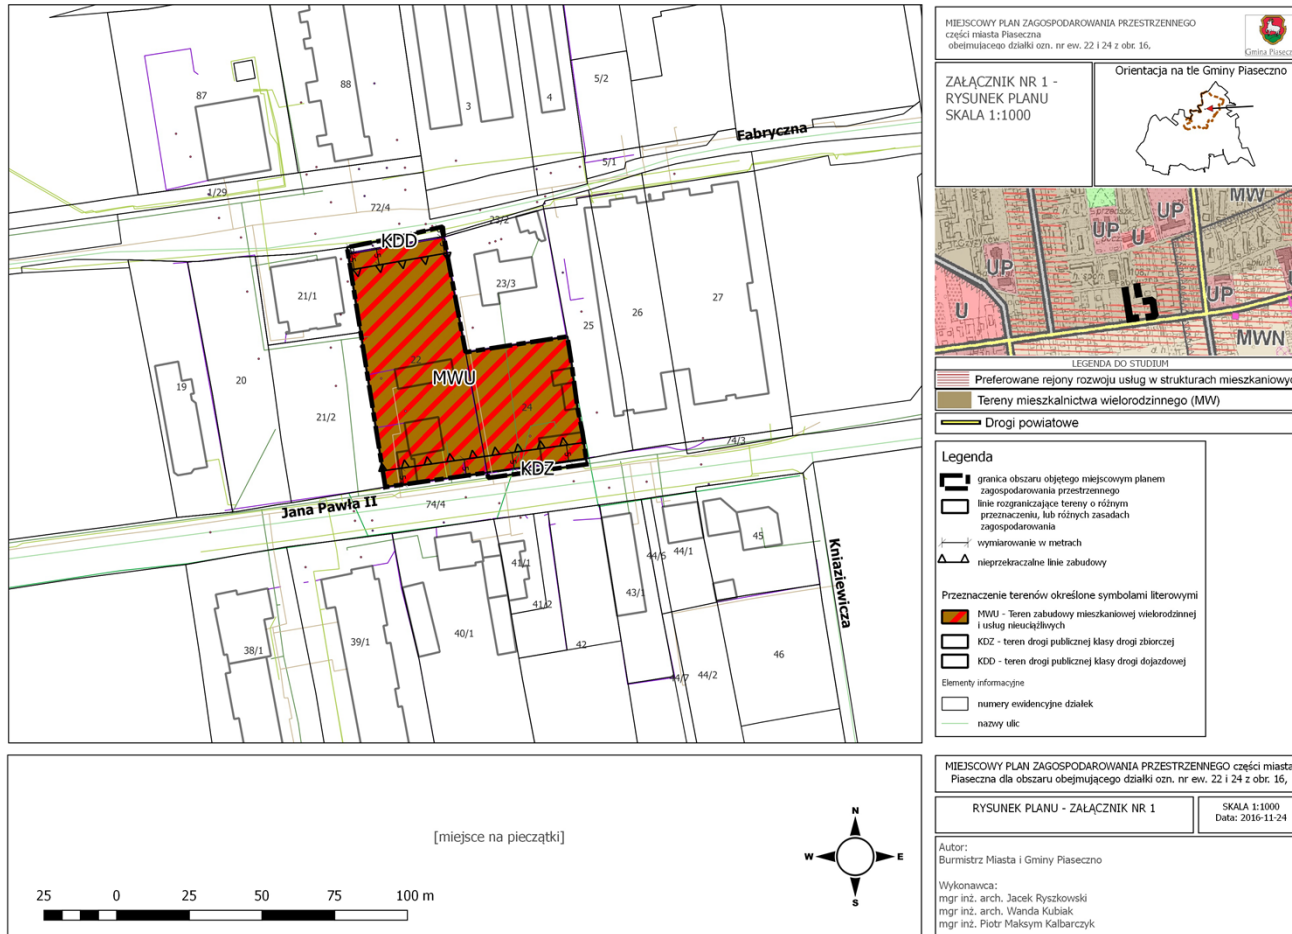 87
88
3
4
5/2
Fabryczna
5/1
1/29
72/4
23/2
KDD
21/1
23/3
25
26
27
22
MWU
24
19
20
21/2
74/3
KDZ
Jana Pawła II
74/4
38/1
39/1
40/1
41/1
41/2
42
43/1
44/1
45
44/2
46
Kniaziewicza
MIEJSCOWY PLAN ZAGOSPODAROWANIA PRZESTRZENNEGO
części miasta Piaseczna
obejmującego działki ozn. nr ew. 22 i 24 z obr. 16,
Gmina Piasecz
ZAŁĄCZNIK NR 1 -
RYSUNEK PLANU
SKALA 1:1000
Orientacja na tle Gminy Piaseczno
MW
UP
UP
U
UP
U
UP
U
MWN
LEGENDA DO STUDIUM
Preferowane rejony rozwoju usług w strukturach mieszkaniowyc
Tereny mieszkalnictwa wielorodzinnego (MW)
Drogi powiatowe
Legenda
granica obszaru objętego miejscowym planem
zagospodarowania przestrzennego
linie rozgraniczające tereny o różnym
przeznaczeniu, lub różnych zasadach
zagospodarowania
wymiarowanie w metrach
nieprzekraczalne linie zabudowy
Przeznaczenie terenów określone symbolami literowymi
MWU - Teren zabudowy mieszkaniowej wielorodzinnej
i usług nieuciążliwych
KDZ - teren drogi publicznej klasy drogi zbiorczej
KDD - teren drogi publicznej klasy drogi dojazdowej
Elementy informacyjne
numery ewidencyjne działek
nazwy ulic
MIEJSCOWY PLAN ZAGOSPODAROWANIA PRZESTRZENNEGO części miasta
Piaseczna dla obszaru obejmującego działki ozn. nr ew. 22 i 24 z obr. 16,
RYSUNEK PLANU - ZAŁĄCZNIK NR 1
SKALA 1:1000
Data: 2016-11-24
Autor:
Burmistrz Miasta i Gminy Piaseczno
Wykonawca:
mgr inż. arch. Jacek Ryszkowski
mgr inż. arch. Wanda Kubiak
mgr inż. Piotr Maksym Kalbarczyk
[miejsce na pieczątki]
N
W E
S
25 0 25 50 75 100 m